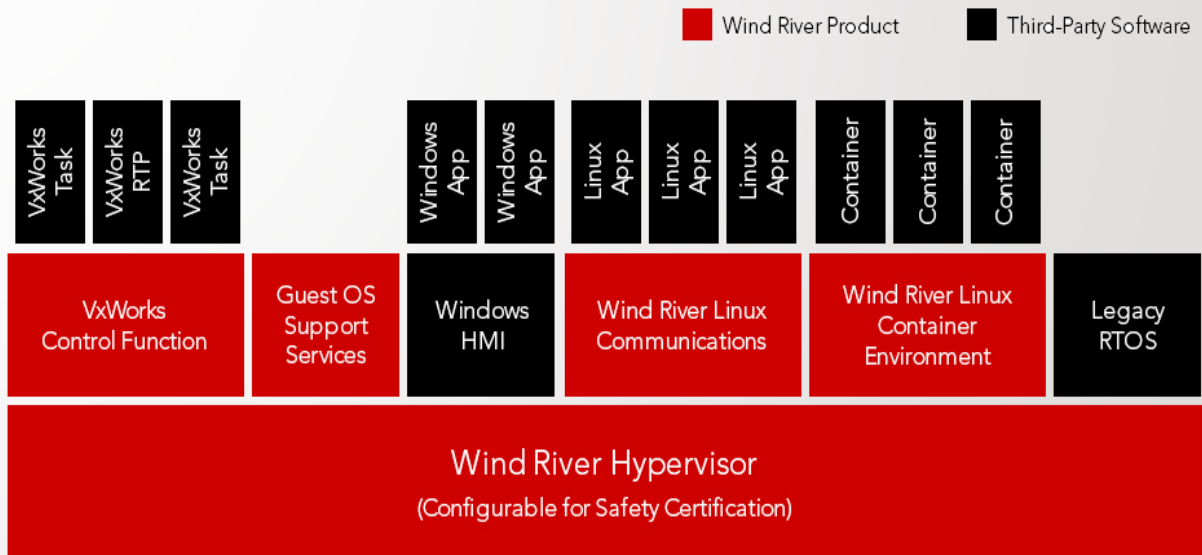 Wind River Product
Third-Party Software
VxWorks
Task
VxWorks
RTP
VxWorks
Task
Windows
App
Windows
App
Linux
App
Linux
App
Linux
App
Container
Container
Container
VxWorks
Control Function
Guest OS
Support
Services
Windows
HMI
Wind River Linux
Communications
Wind River Linux
Container
Environment
Legacy
RTOS
Wind River Hypervisor
(Configurable for Safety Certification)